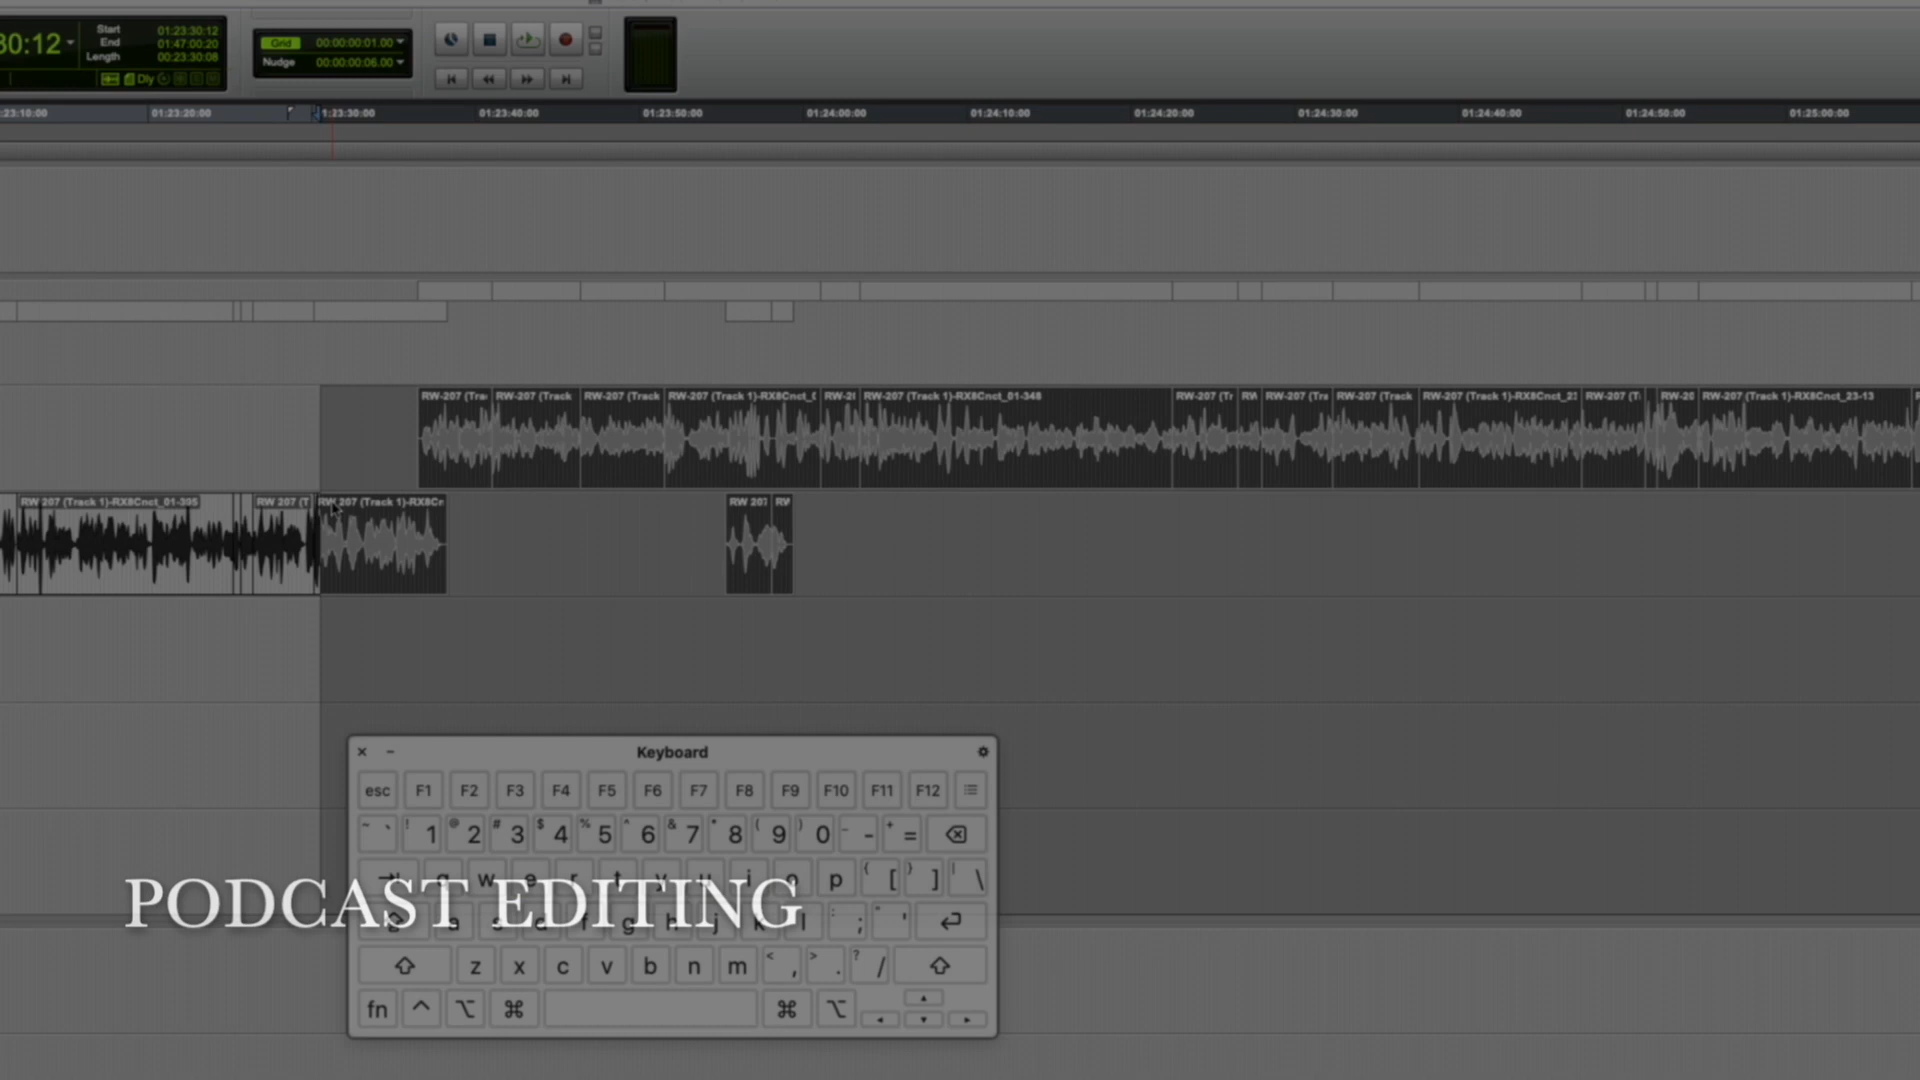 30:12
Start 01:23:30:12
End 01:47:00:20
Length 00:23:30:08
Dly
Grid 00:00:00:01.00
Nudge 00:00:00:06.00
:23:10:00 01:23:20:00 1:23:30:00 01:23:40:00 01:23:50:00 01:24:00:00 01:24:10:00 01:24:20:00 01:24:30:00 01:24:40:00 01:24:50:00 01:25:00:00
RW-207 (Tra RW-207 (Track RW-207 (Track RW-207 (Track 1)-RX8Cnct_0 RW-20 RW-207 (Track 1)-RX8Cnct_01-348 RW-207 (Tr RW RW-207 (Tra RW-207 (Track RW-207 (Track 1)-RX8Cnct_2 RW-207 (T RW-20 RW-207 (Track 1)-RX8Cnct_23-13
RW 207 (Track 1)-RX8Cnct_01-395 RW 207 (T RW 207 (Track 1)-RX8Cn RW 207 RW
Keyboard
esc F1 F2 F3 F4 F5 F6 F7 F8 F9 F10 F11 F12
~ ` ! 1 @ 2 # 3 $ 4 % 5 ^ 6 & 7 * 8 ( 9 ) 0 _ - + =
q w e r t y u i o p { [ } ] | \
PODCAST EDITING
a s d f g h j k l : ; " '
z x c v b n m < , > . ? /
fn ^ ⌥ ⌘ ⌘ ⌥